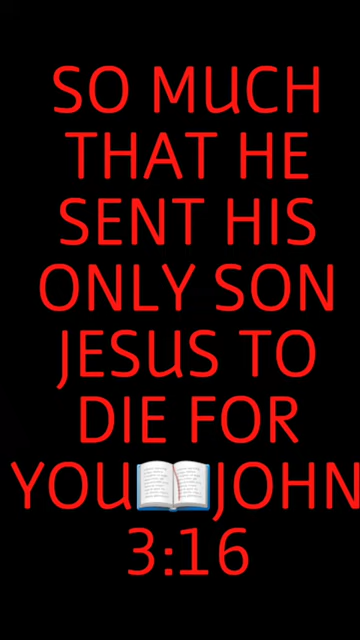 SO MUCH
THAT HE
SENT HIS
ONLY SON
JESUS TO
DIE FOR
YOU📖JOHN
3:16